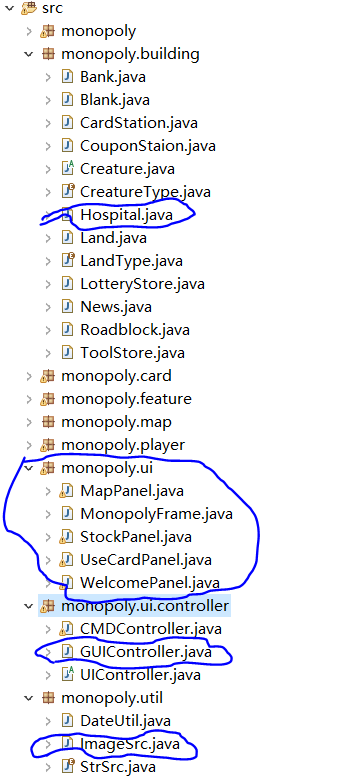 src
monopoly
monopoly.building
Bank.java
Blank.java
CardStation.java
CouponStaion.java
Creature.java
CreatureType.java
Hospital.java
Land.java
LandType.java
LotteryStore.java
News.java
Roadblock.java
ToolStore.java
monopoly.card
monopoly.feature
monopoly.map
monopoly.player
monopoly.ui
MapPanel.java
MonopolyFrame.java
StockPanel.java
UseCardPanel.java
WelcomePanel.java
monopoly.ui.controller
CMDController.java
GUIController.java
UIController.java
monopoly.util
DateUtil.java
ImageSrc.java
StrSrc.java